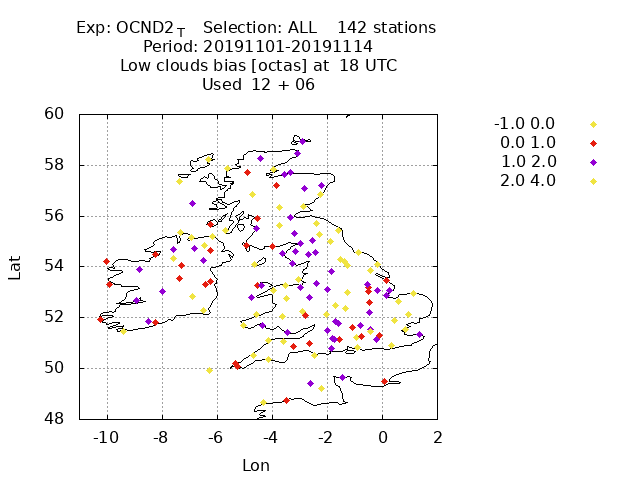 Exp: OCND2T Selection: ALL 142 stations
Period: 20191101-20191114
Low clouds bias [octas] at 18 UTC
Used 12 + 06
-1.0 0.0
0.0 1.0
1.0 2.0
2.0 4.0
60
58
56
54
52
50
48
Lat
-10 -8 -6 -4 -2 0 2
Lon